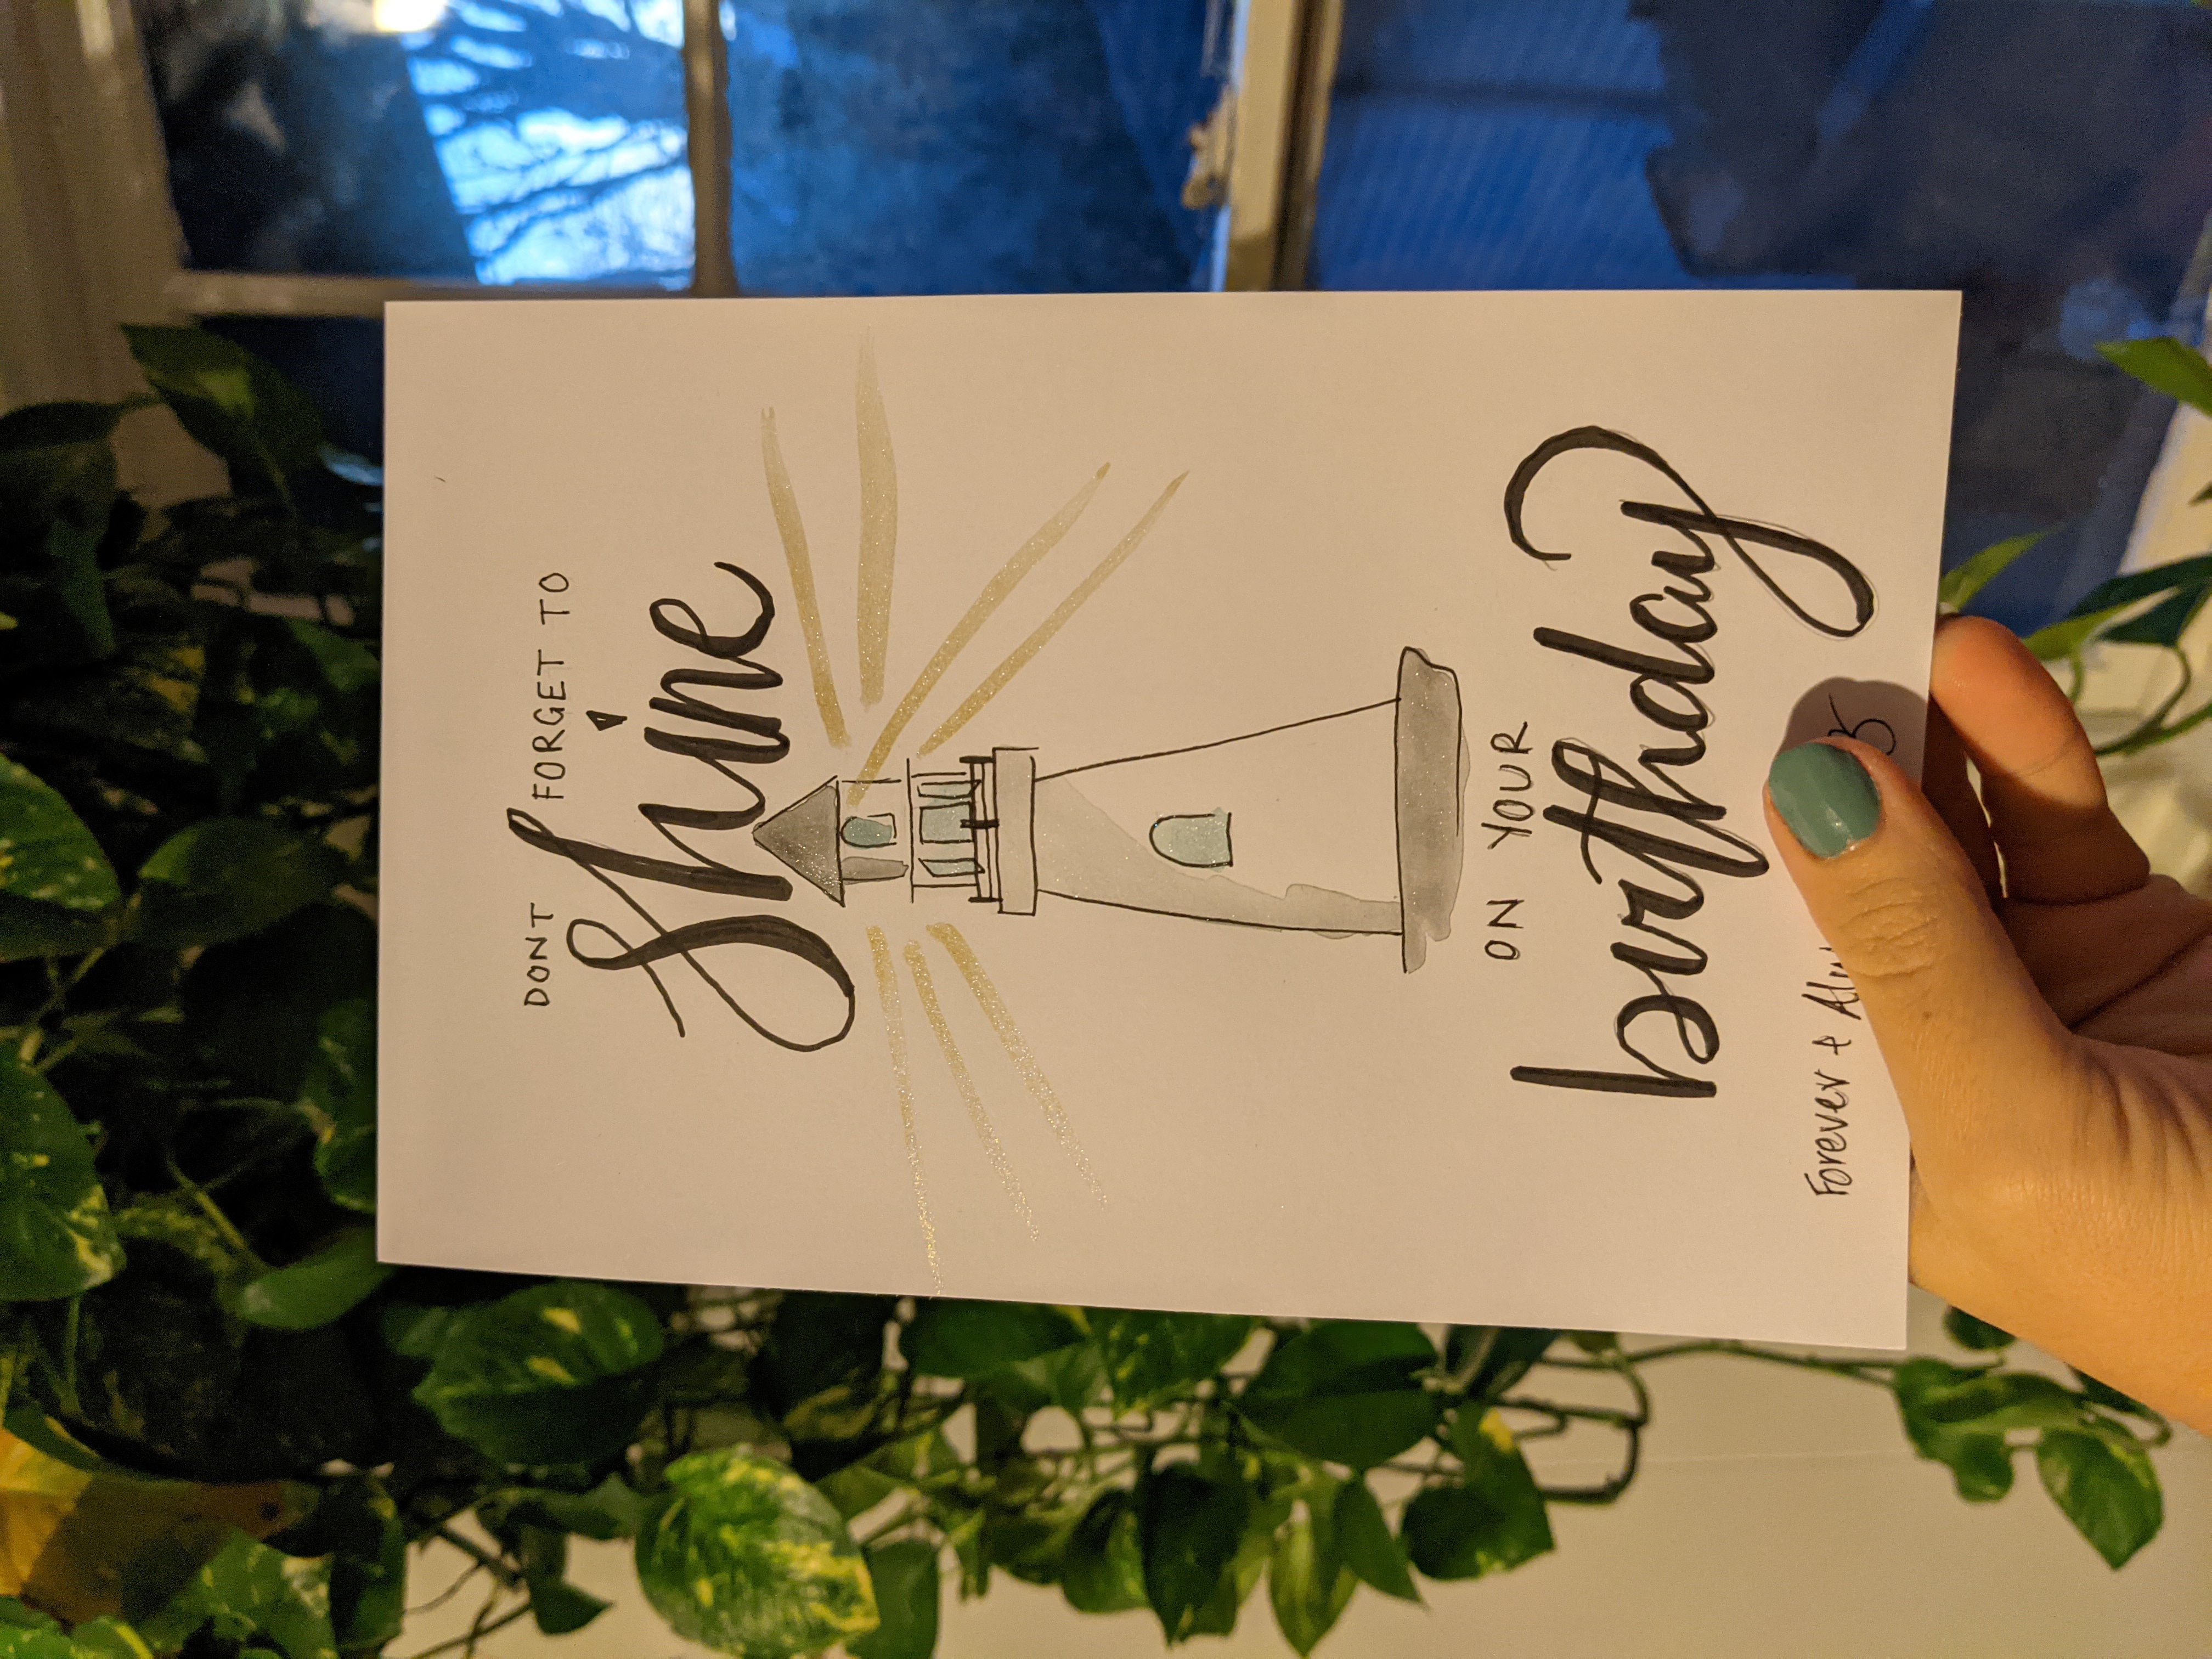 DONT FORGET TO
shine
ON YOUR
birthday
Forever +